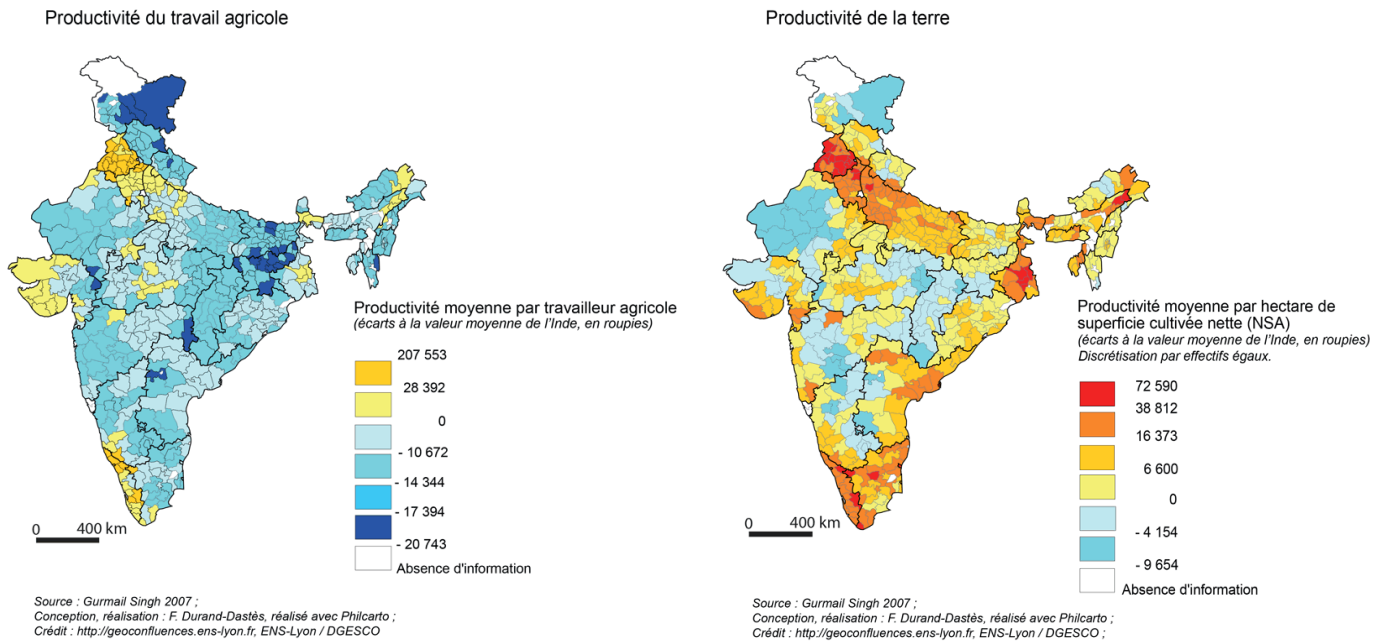 Productivité du travail agricole
Productivité moyenne par travailleur agricole
(écarts à la valeur moyenne de l'Inde, en roupies)
207 553
28 392
0
- 10 672
- 14 344
- 17 394
- 20 743
Absence d'information
0 400 km
Source : Gurmail Singh 2007 ;
Conception, réalisation : F. Durand-Dastès, réalisé avec Philcarto ;
Crédit : http://geoconfluences.ens-lyon.fr, ENS-Lyon / DGESCO
Productivité de la terre
Productivité moyenne par hectare de
superficie cultivée nette (NSA)
(écarts à la valeur moyenne de l'Inde, en roupies)
Discrétisation par effectifs égaux.
72 590
38 812
16 373
6 600
0
- 4 154
- 9 654
Absence d'information
0 400 km
Source : Gurmail Singh 2007 ;
Conception, réalisation : F. Durand-Dastès, réalisé avec Philcarto ;
Crédit : http://geoconfluences.ens-lyon.fr, ENS-Lyon / DGESCO ;